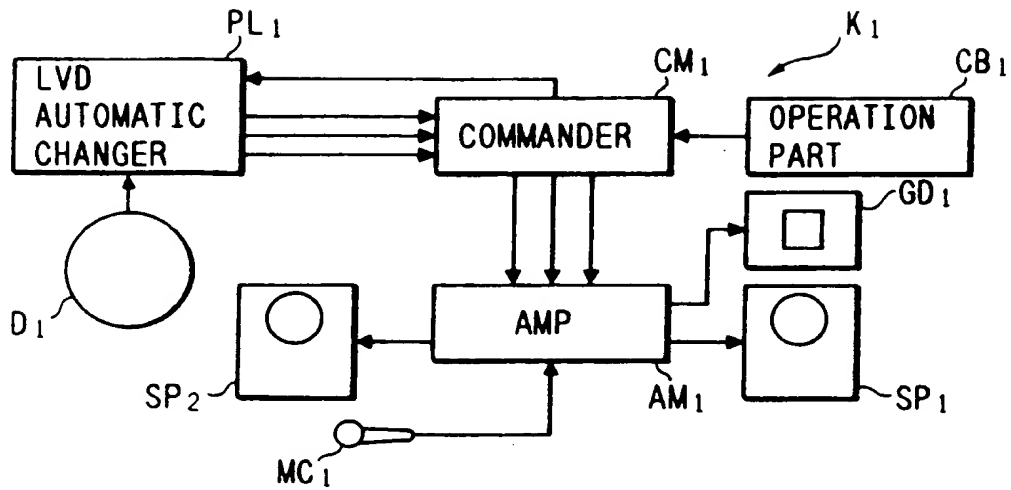 PL₁
K₁
CM₁
CB₁
LVD
AUTOMATIC
CHANGER
COMMANDER
OPERATION
PART
GD₁
D₁
AMP
SP₂
AM₁
SP₁
MC₁